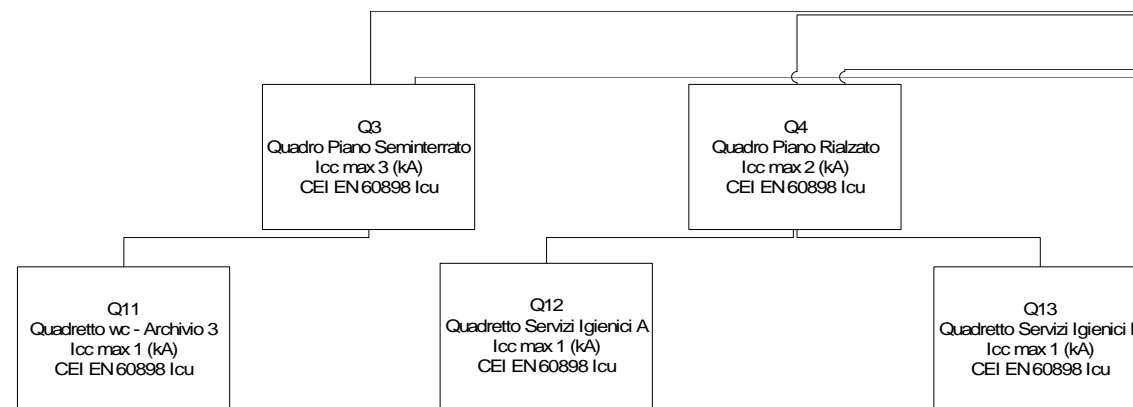 Q3
Quadro Piano Seminterrato
Icc max 3 (kA)
CEI EN 60898 Icu
Q4
Quadro Piano Rialzato
Icc max 2 (kA)
CEI EN 60898 Icu
Q11
Quadretto wc - Archivio 3
Icc max 1 (kA)
CEI EN 60898 Icu
Q12
Quadretto Servizi Igienici A
Icc max 1 (kA)
CEI EN 60898 Icu
Q13
Quadretto Servizi Igienici
Icc max 1 (kA)
CEI EN 60898 Icu